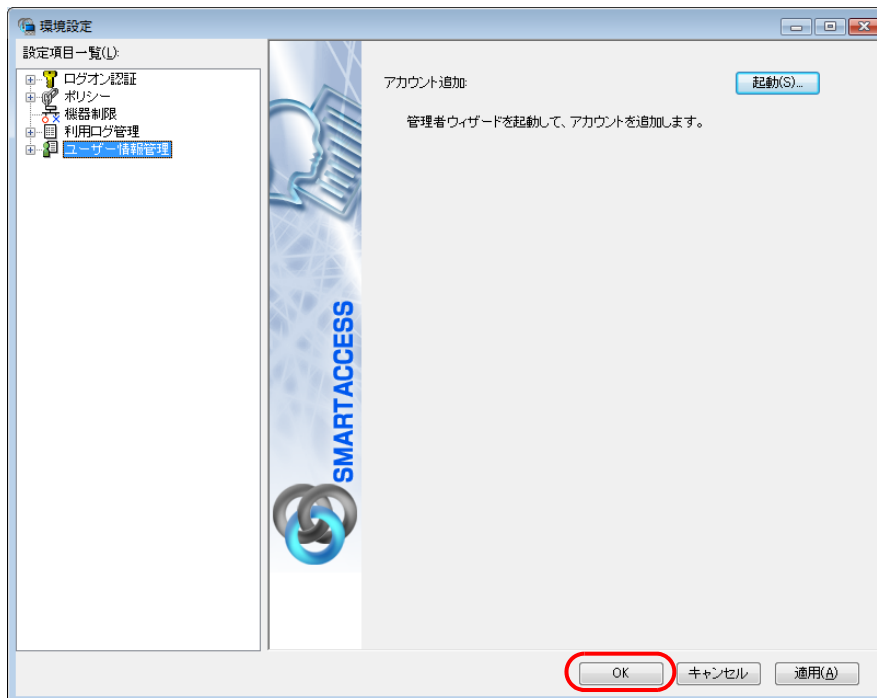 環境設定
設定項目一覧(L):
ログオン認証
ポリシー
機器制限
利用ログ管理
ユーザー情報管理
SMARTACCESS
アカウント追加:
起動(S)...
管理者ウィザードを起動して、アカウントを追加します。
OK
キャンセル
適用(A)